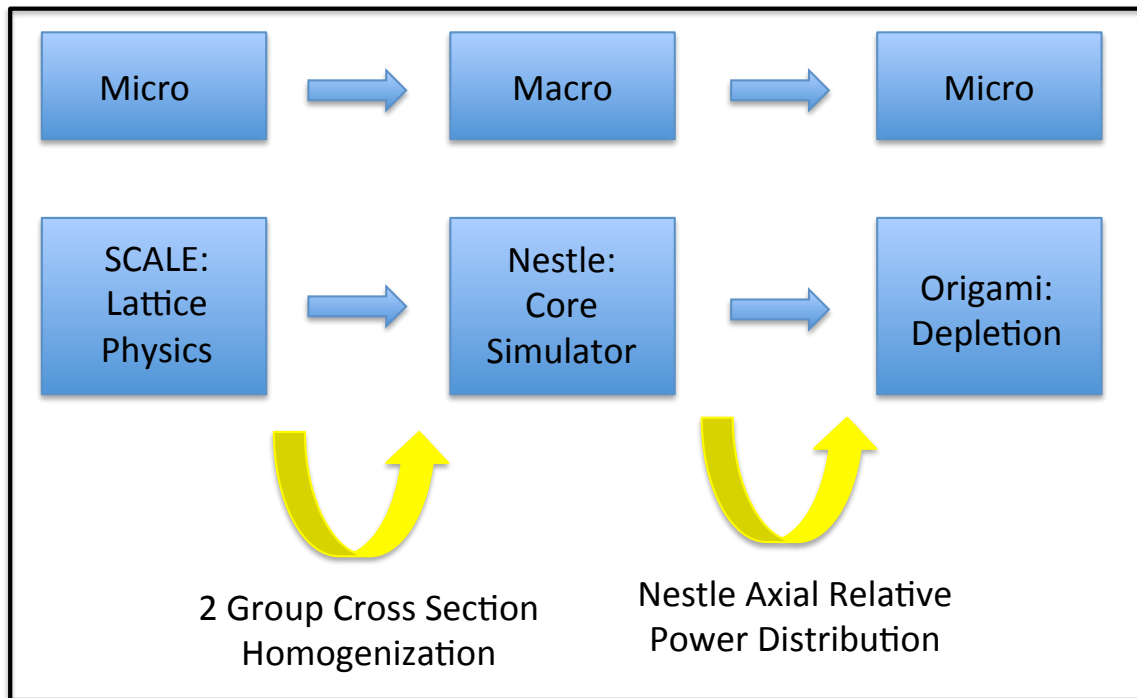 Micro
Macro
Micro
SCALE:
Lattice
Physics
Nestle:
Core
Simulator
Origami:
Depletion
2 Group Cross Section
Homogenization
Nestle Axial Relative
Power Distribution